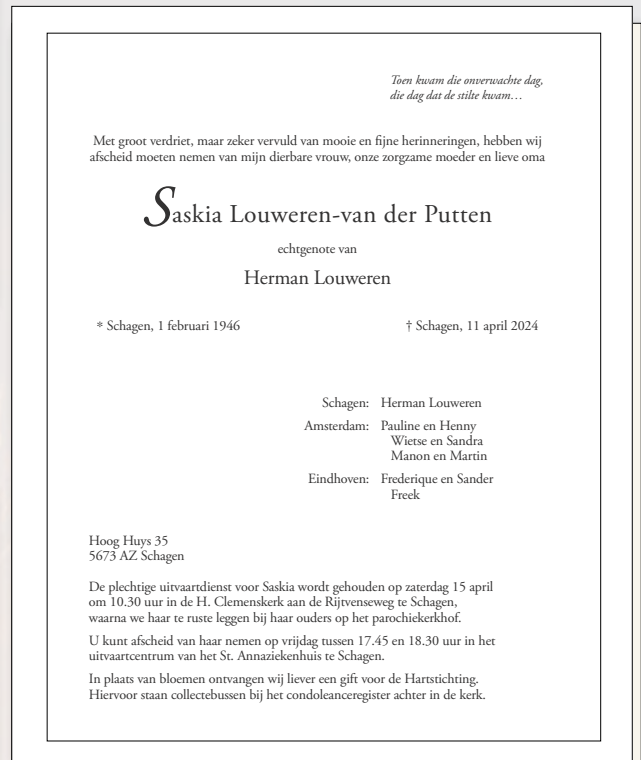 Toen kwam die onverwachte dag,
die dag dat de stilte kwam…
Met groot verdriet, maar zeker vervuld van mooie en fijne herinneringen, hebben wij
afscheid moeten nemen van mijn dierbare vrouw, onze zorgzame moeder en lieve oma
Saskia Louweren-van der Putten
echtgenote van
Herman Louweren
* Schagen, 1 februari 1946 † Schagen, 11 april 2024
Schagen: Herman Louweren
Amsterdam: Pauline en Henny
Wietse en Sandra
Manon en Martin
Eindhoven: Frederique en Sander
Freek
Hoog Huys 35
5673 AZ Schagen
De plechtige uitvaartdienst voor Saskia wordt gehouden op zaterdag 15 april
om 10.30 uur in de H. Clemenskerk aan de Rijtvenseweg te Schagen,
waarna we haar te ruste leggen bij haar ouders op het parochiekerkhof.
U kunt afscheid van haar nemen op vrijdag tussen 17.45 en 18.30 uur in het
uitvaartcentrum van het St. Annaziekenhuis te Schagen.
In plaats van bloemen ontvangen wij liever een gift voor de Hartstichting.
Hiervoor staan collectebussen bij het condoleanceregister achter in de kerk.